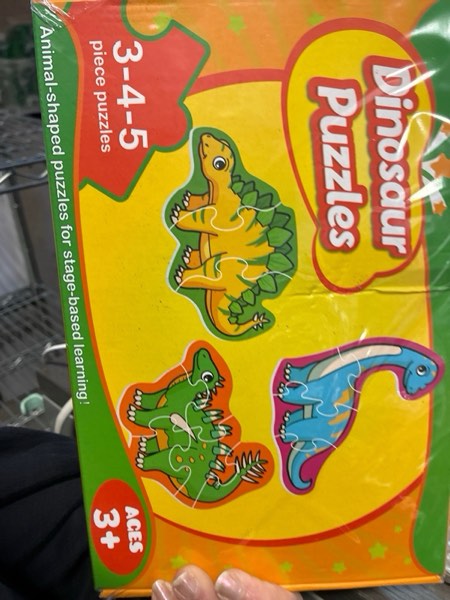 Dinosaur
Puzzles
3-4-5
piece puzzles
Animal-shaped puzzles for stage-based learning!
AGES
3+